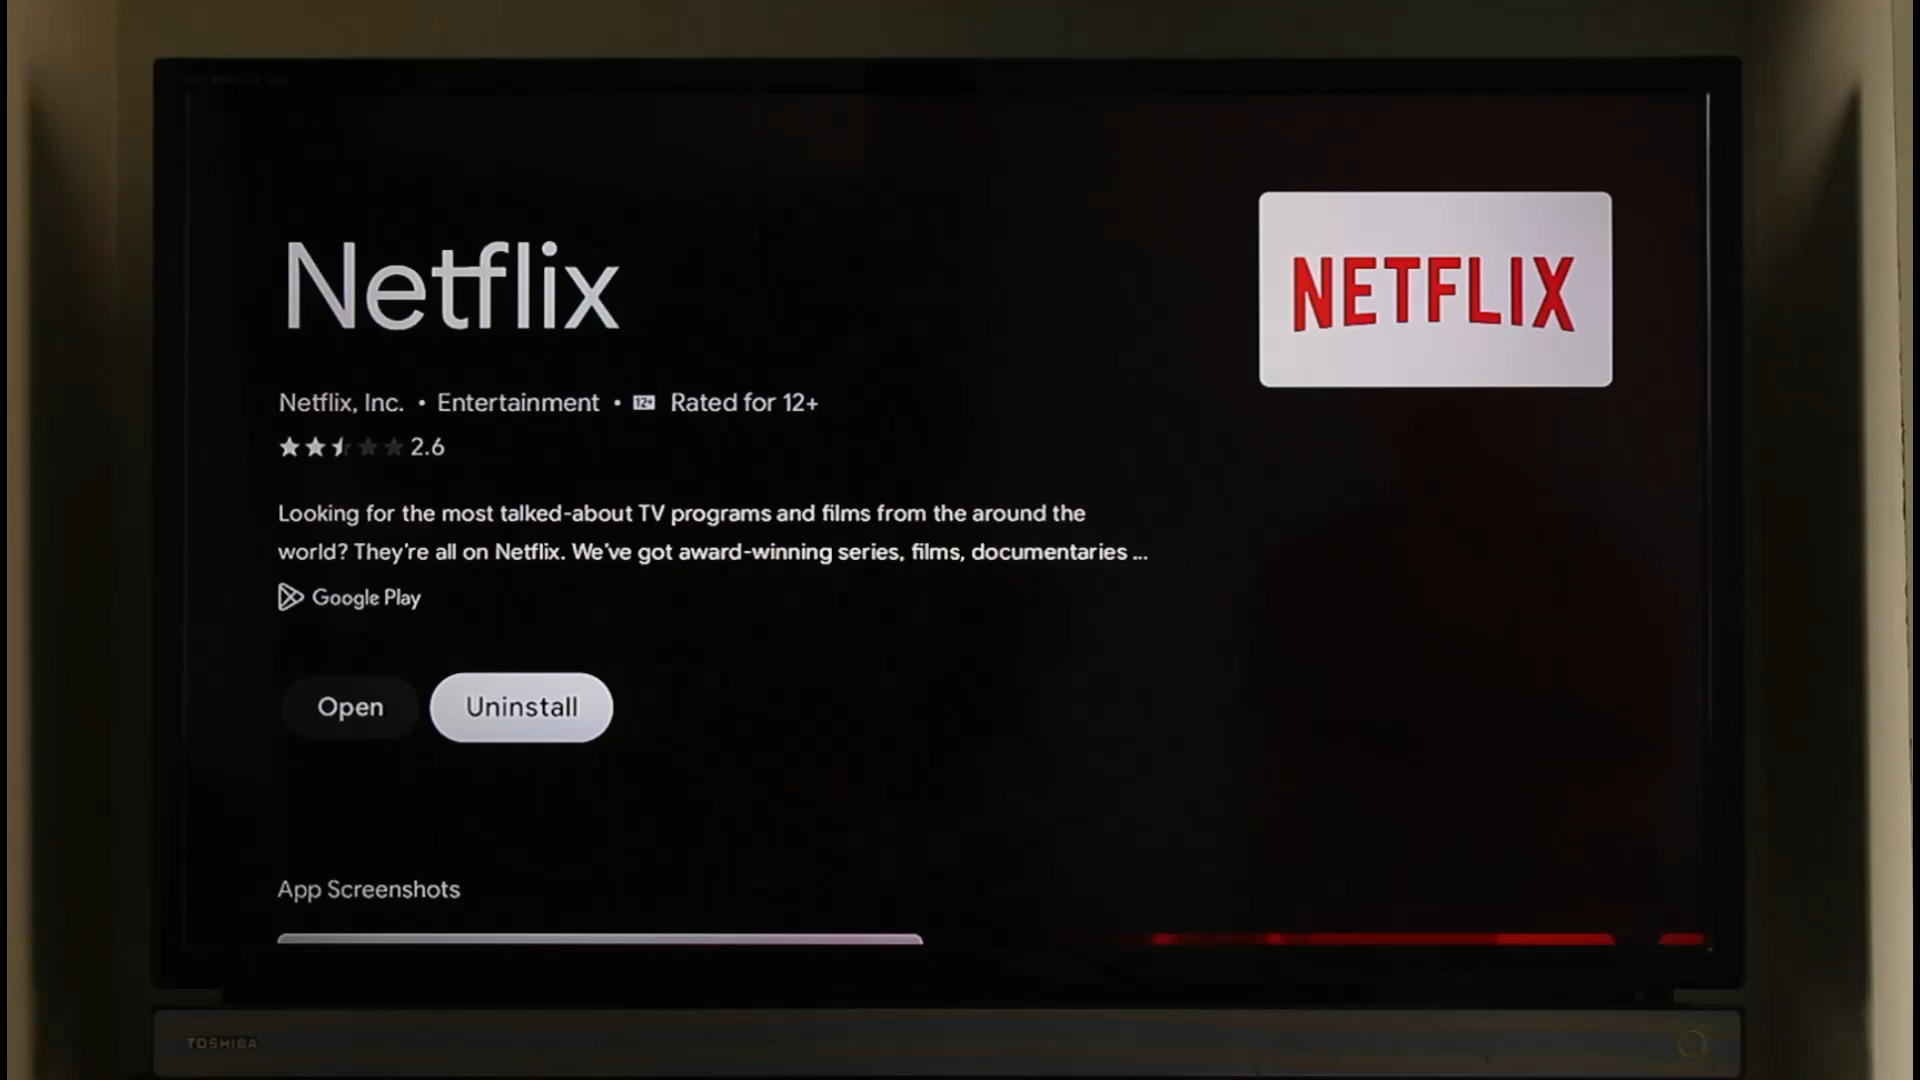 Netflix
NETFLIX
Netflix, Inc. • Entertainment • 12+ Rated for 12+
2.6
Looking for the most talked-about TV programs and films from the around the
world? They're all on Netflix. We've got award-winning series, films, documentaries ...
Google Play
Open
Uninstall
App Screenshots
TOSHIBA